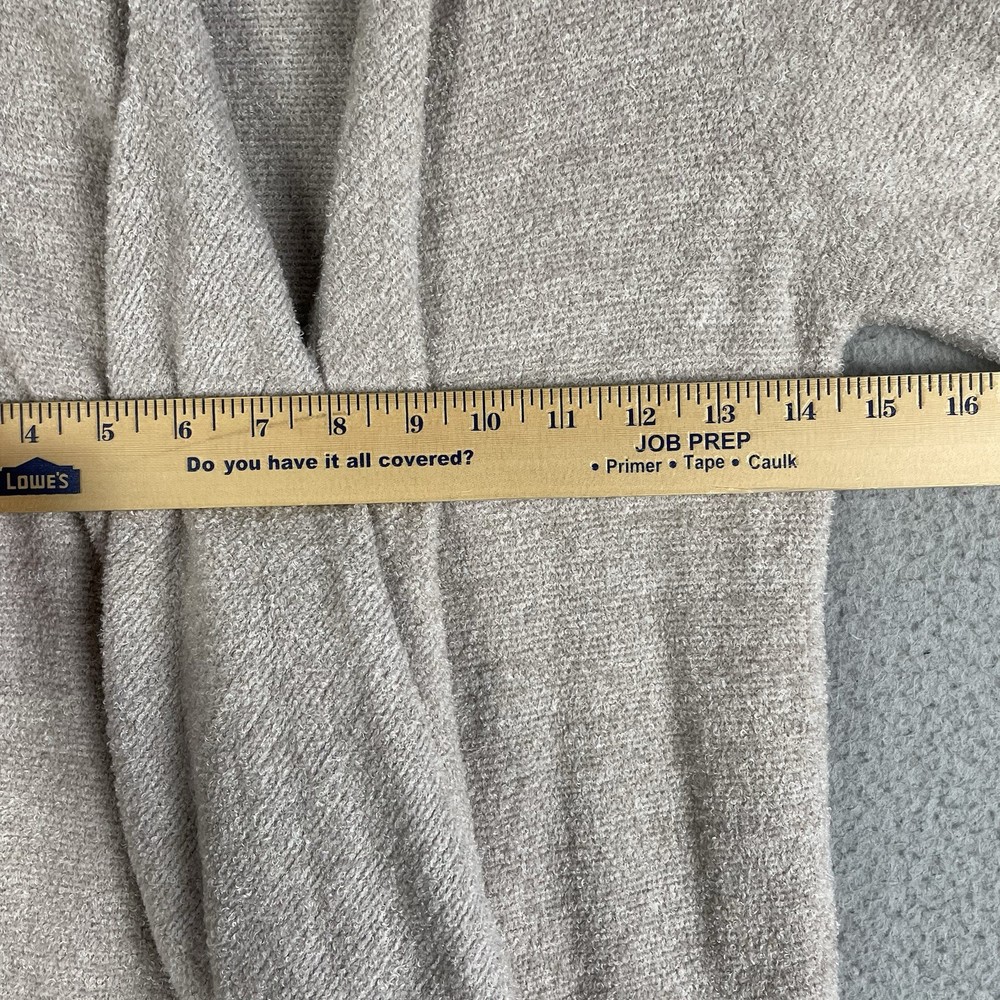 4 5 6 7 8 9 10 11 12 13 14 15 16
LOWE'S
Do you have it all covered?
JOB PREP
• Primer • Tape • Caulk